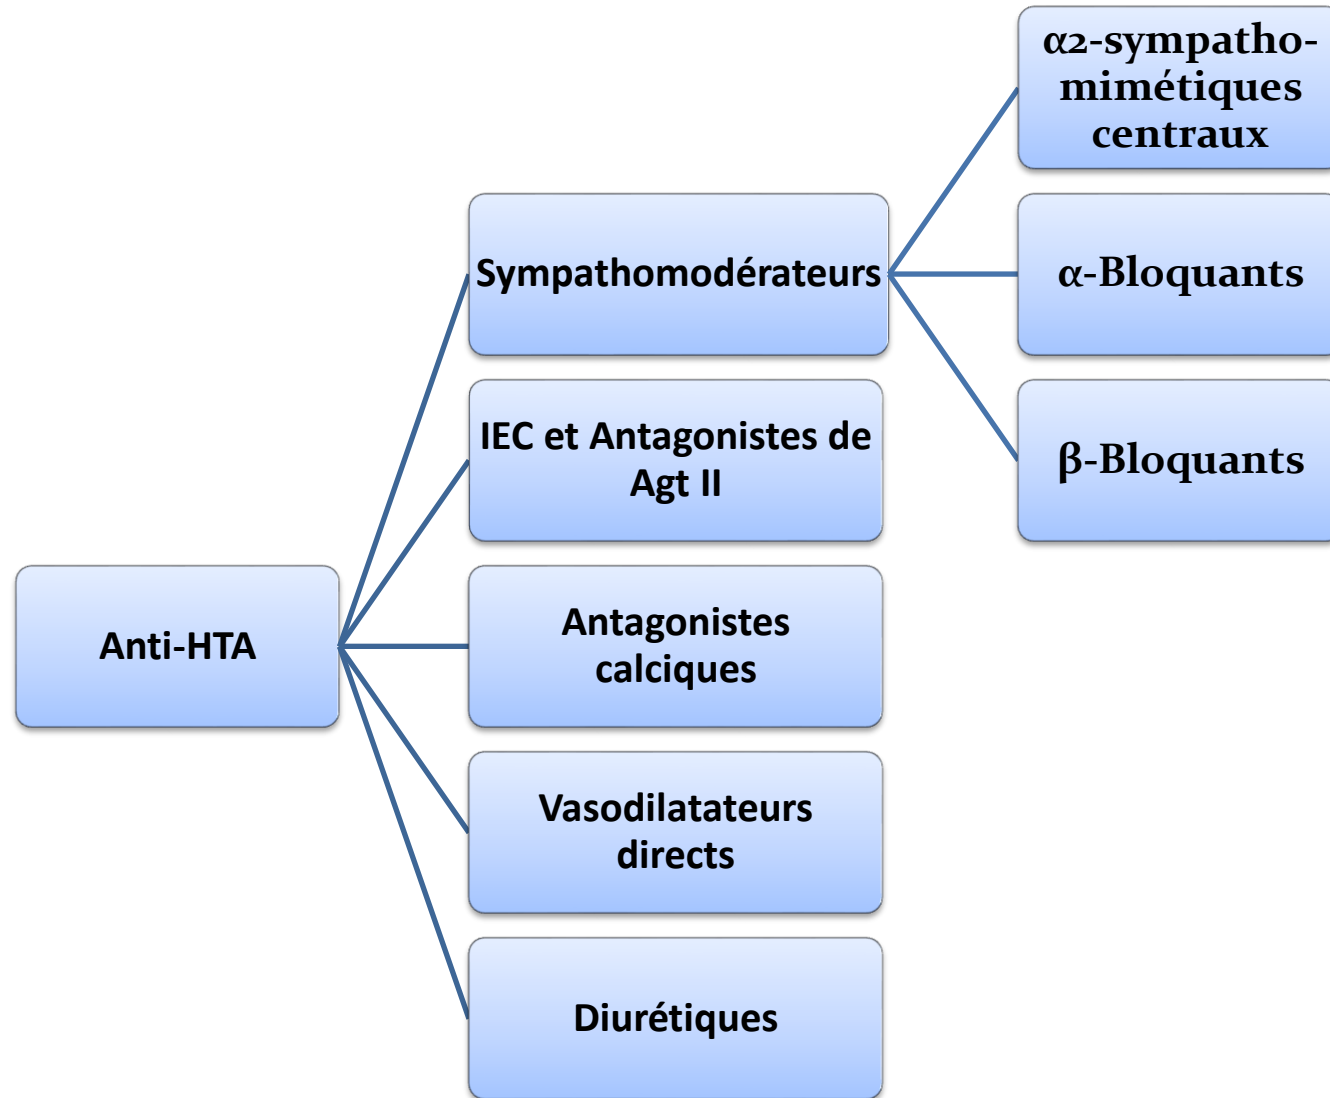 α2-sympatho-
mimétiques
centraux
Sympathomodérateurs
α-Bloquants
IEC et Antagonistes de
Agt II
β-Bloquants
Anti-HTA
Antagonistes
calciques
Vasodilatateurs
directs
Diurétiques